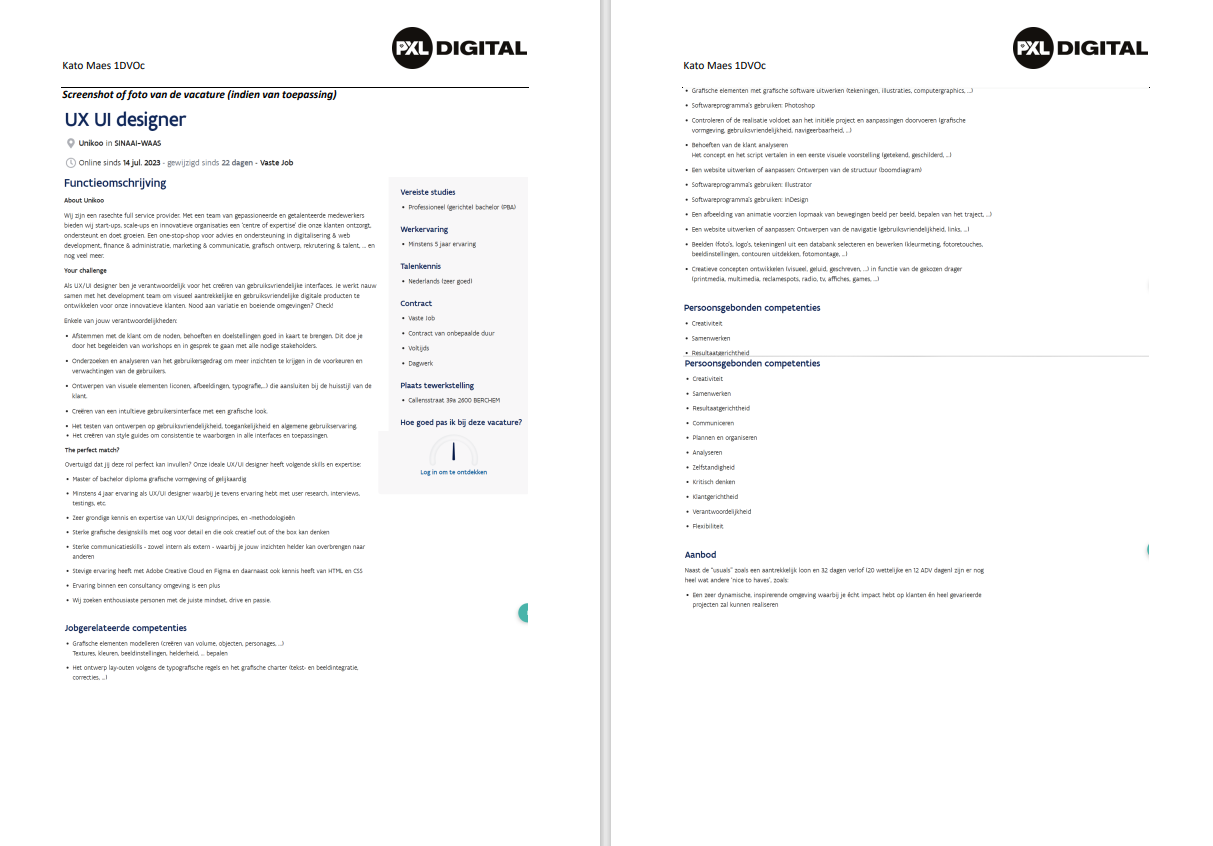 PXL DIGITAL
Kato Maes 1DVOc
Screenshot of foto van de vacature (indien van toepassing)
UX UI designer
Unikoo in SINAAI-WAAS
Online sinds 14 jul. 2023 - gewijzigd sinds 22 dagen - Vaste Job
Functieomschrijving
About Unikoo
Wij zijn een rasechte full service provider. Met een team van gepassioneerde en getalenteerde medewerkers
bieden wij start-ups, scale-ups en innovatieve organisaties een 'centre of expertise' die onze klanten ontzorgt,
ondersteunt en doet groeien. Een one-stop-shop voor advies en ondersteuning in digitalisering & web
development, finance & administratie, marketing & communicatie, grafisch ontwerp, rekrutering & talent, ... en
nog veel meer.
Your challenge
Als UX/UI designer ben je verantwoordelijk voor het creëren van gebruiksvriendelijke interfaces. Je werkt nauw
samen met het development team om visueel aantrekkelijke en gebruiksvriendelijke digitale producten te
ontwikkelen voor onze innovatieve klanten. Nood aan variatie en boeiende omgevingen? Check!
Enkele van jouw verantwoordelijkheden:
• Afstemmen met de klant om de noden, behoeften en doelstellingen goed in kaart te brengen. Dit doe je
door het begeleiden van workshops en in gesprek te gaan met alle nodige stakeholders.
• Onderzoeken en analyseren van het gebruikersgedrag om meer inzichten te krijgen in de voorkeuren en
verwachtingen van de gebruikers.
• Ontwerpen van visuele elementen (iconen, afbeeldingen, typografie,..) die aansluiten bij de huisstijl van de
klant.
• Creëren van een intuïtieve gebruikersinterface met een grafische look.
• Het testen van ontwerpen op gebruiksvriendelijkheid, toegankelijkheid en algemene gebruikservaring.
• Het creëren van style guides om consistentie te waarborgen in alle interfaces en toepassingen.
The perfect match?
Overtuigd dat jij deze rol perfect kan invullen? Onze ideale UX/UI designer heeft volgende skills en expertise:
• Master of bachelor diploma grafische vormgeving of gelijkaardig
• Minstens 4 jaar ervaring als UX/UI designer waarbij je tevens ervaring hebt met user research, interviews,
testings, etc.
• Zeer grondige kennis en expertise van UX/UI designprincipes; en -methodologieën
• Sterke grafische designskills met oog voor detail en die ook creatief out of the box kan denken
• Sterke communicatieskills - zowel intern als extern - waarbij je jouw inzichten helder kan overbrengen naar
anderen
• Stevige ervaring heeft met Adobe Creative Cloud en Figma en daarnaast ook kennis heeft van HTML en CSS
• Ervaring binnen een consultancy omgeving is een plus
• Wij zoeken enthousiaste personen met de juiste mindset, drive en passie.
Jobgerelateerde competenties
• Grafische elementen modelleren (creëren van volume, objecten, personages, ...)
Textures, kleuren, beeldinstellingen, helderheid, ... bepalen
• Het ontwerp lay-outen volgens de typografische regels en het grafische charter (tekst- en beeldintegratie,
correcties, ...)
Vereiste studies
• Professioneel (gerichte) bachelor (PBA)
Werkervaring
• Minstens 5 jaar ervaring
Talenkennis
• Nederlands (zeer goed)
Contract
• Vaste Job
• Contract van onbepaalde duur
• Voltijds
• Dagwerk
Plaats tewerkstelling
• Callensstraat 39a 2600 BERCHEM
Hoe goed pas ik bij deze vacature?
Log in om te ontdekken
PXL DIGITAL
Kato Maes 1DVOc
• Grafische elementen met grafische software uitwerken (tekeningen, illustraties, computergraphics, ...)
• Softwareprogramma's gebruiken: Photoshop
• Controleren of de realisatie voldoet aan het initiële project en aanpassingen doorvoeren (grafische
vormgeving, gebruiksvriendelijkheid, navigeerbaarheid, ...)
• Behoeften van de klant analyseren
Het concept en het script vertalen in een eerste visuele voorstelling (getekend, geschilderd, ...)
• Een website uitwerken of aanpassen: Ontwerpen van de structuur (boomdiagram)
• Softwareprogramma's gebruiken: Illustrator
• Softwareprogramma's gebruiken: InDesign
• Een afbeelding van animatie voorzien (opmaak van bewegingen beeld per beeld, bepalen van het traject, ...)
• Een website uitwerken of aanpassen: Ontwerpen van de navigatie (gebruiksvriendelijkheid, links, ...)
• Beelden (foto's, logo's, tekeningen) uit een databank selecteren en bewerken (kleurmeting, fotoretouches,
beeldinstellingen, contouren uitdekken, fotomontage, ...)
• Creatieve concepten ontwikkelen (visueel, geluid, geschreven, ...) in functie van de gekozen drager
(printmedia, multimedia, reclamespots, radio, tv, affiches, games, ...)
Persoonsgebonden competenties
• Creativiteit
• Samenwerken
• Resultaatgerichtheid
Persoonsgebonden competenties
• Creativiteit
• Samenwerken
• Resultaatgerichtheid
• Communiceren
• Plannen en organiseren
• Analyseren
• Zelfstandigheid
• Kritisch denken
• Klantgerichtheid
• Verantwoordelijkheid
• Flexibiliteit
Aanbod
Naast de "usuals" zoals een aantrekkelijk loon en 32 dagen verlof (20 wettelijke en 12 ADV dagen) zijn er nog
heel wat andere 'nice to haves', zoals:
• Een zeer dynamische, inspirerende omgeving waarbij je écht impact hebt op klanten én heel gevarieerde
projecten zal kunnen realiseren